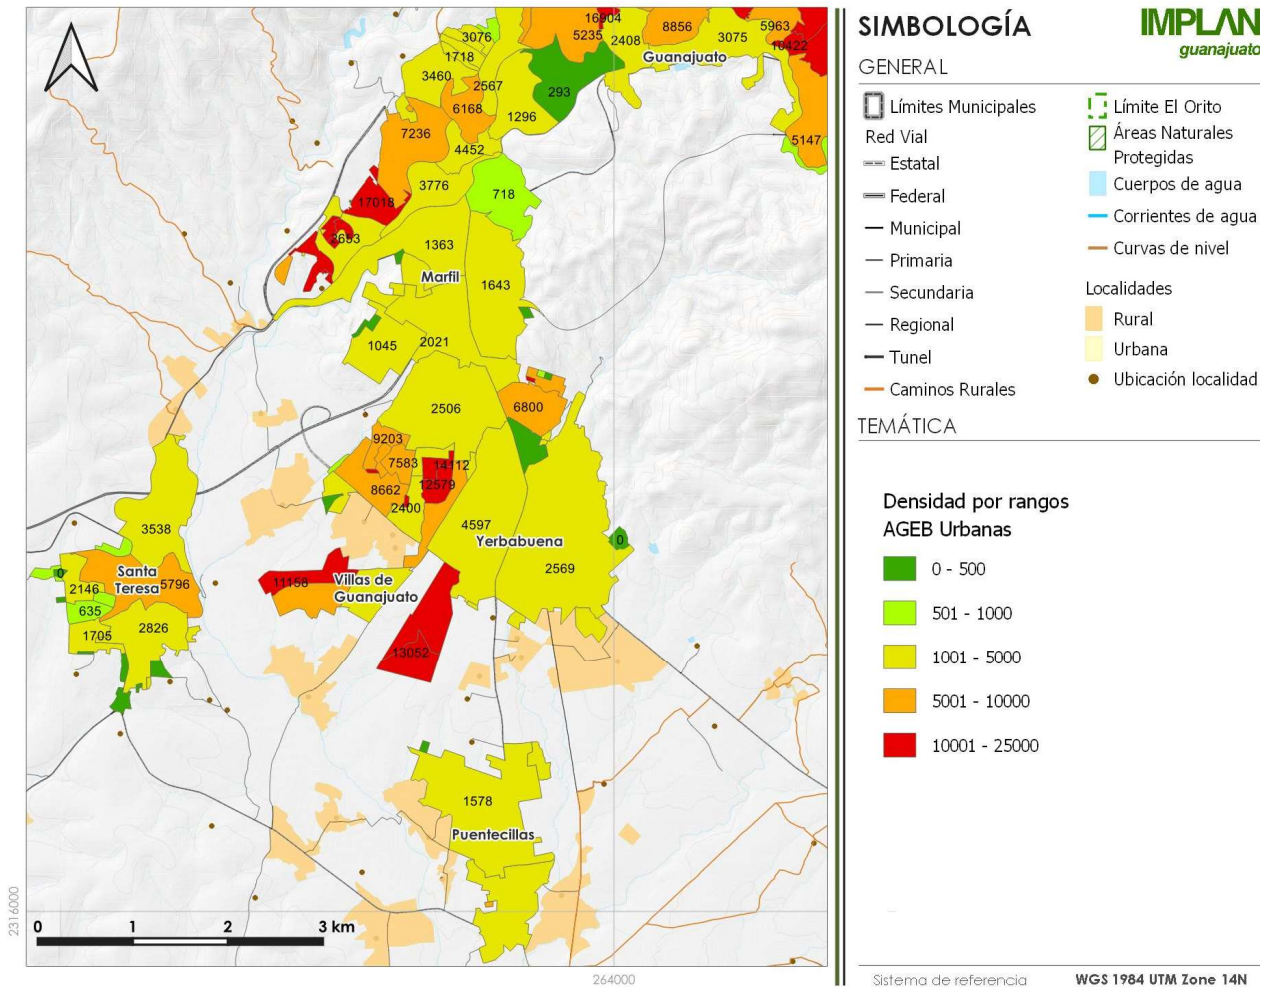 16904
3076
5235
2408
8856
3075
5963
10422
Guanajuato
1718
3460
2567
293
6168
1296
7236
4452
5147
3776
718
17018
2653
1363
Marfil
1643
1045
2021
2506
6800
9203
7583
14112
12579
8662
2400
4597
3538
Yerbabuena
0
2569
0
Santa
Teresa
5796
2146
635
11158
Villas de
Guanajuato
1705
2826
13052
1578
Puentecillas
0 1 2 3 km
2316000
264000
SIMBOLOGÍA
IMPLAN
guanajuato
GENERAL
Límites Municipales
Red Vial
Estatal
Federal
Municipal
Primaria
Secundaria
Regional
Tunel
Caminos Rurales
Límite El Orito
Áreas Naturales
Protegidas
Cuerpos de agua
Corrientes de agua
Curvas de nivel
Localidades
Rural
Urbana
Ubicación localidad
TEMÁTICA
Densidad por rangos
AGEB Urbanas
0 - 500
501 - 1000
1001 - 5000
5001 - 10000
10001 - 25000
Sistema de referencia WGS 1984 UTM Zone 14N